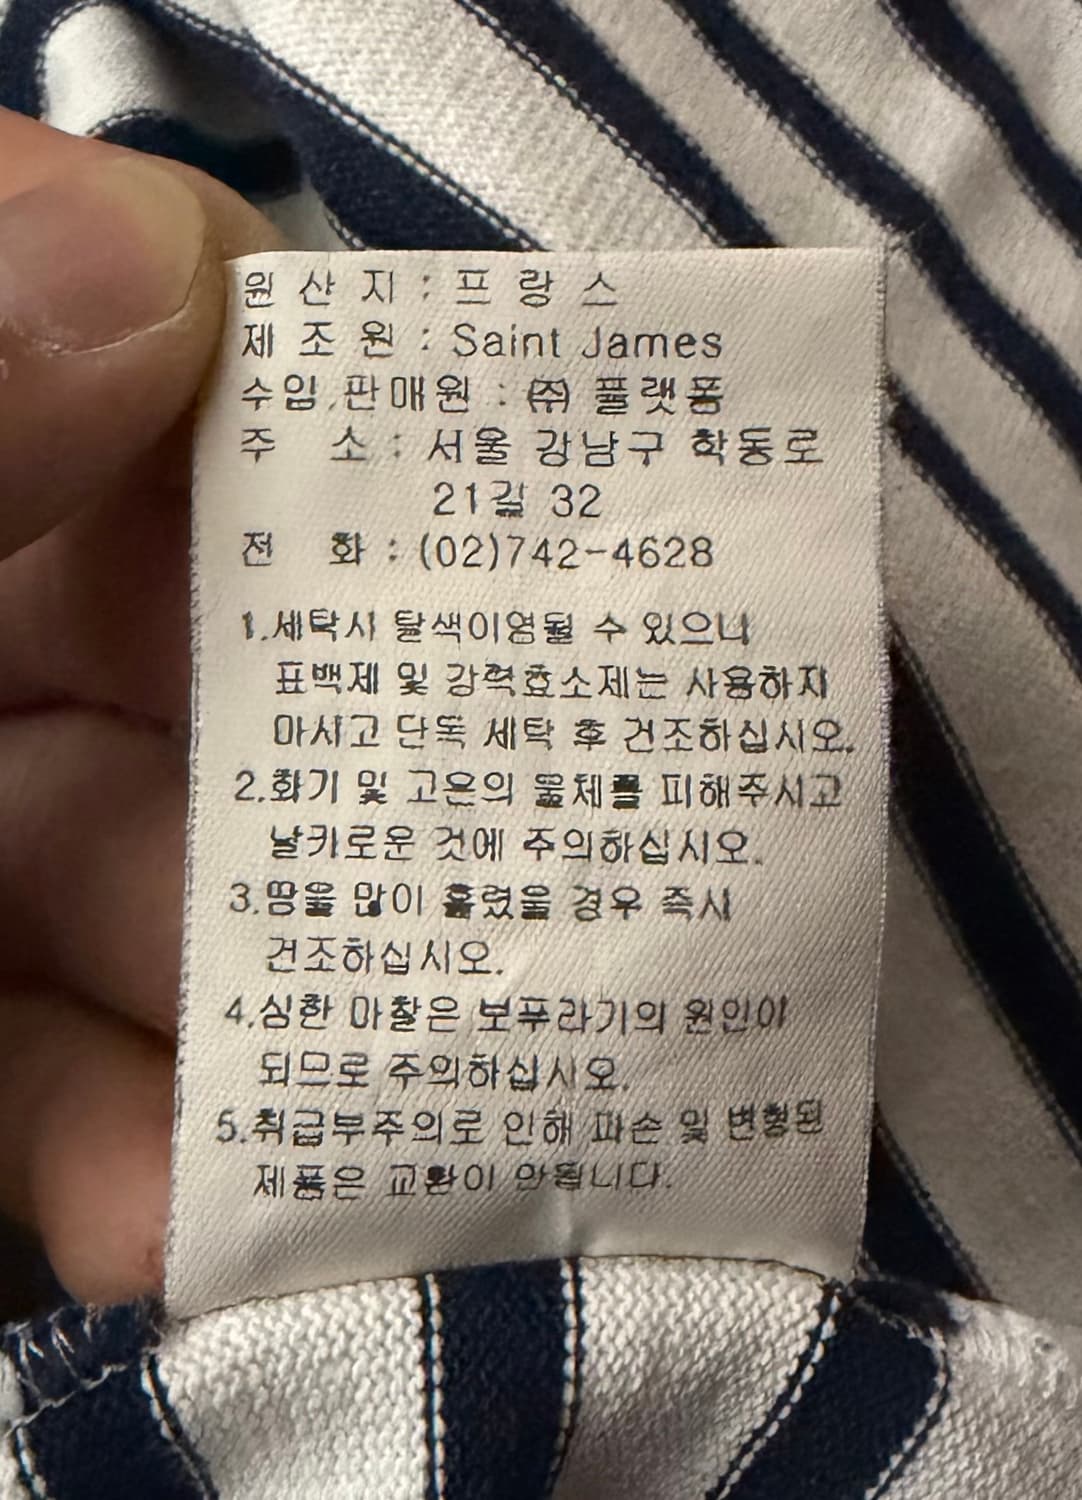 원 산 지 : 프 랑 스
제 조 원 : Saint James
수입,판매원 : ㈜ 플랫폼
주 소 : 서울 강남구 학동로
21길 32
전 화 : (02)742-4628
1.세탁시 탈색이염될 수 있으니
표백제 및 강력효소제는 사용하지
마시고 단독 세탁 후 건조하십시오.
2.화기 및 고온의 물체를 피해주시고
날카로운 것에 주의하십시오.
3.땀을 많이 흘렸을 경우 즉시
건조하십시오.
4.심한 마찰은 보푸라기의 원인이
되므로 주의하십시오.
5.취급부주의로 인해 파손 및 변형된
제품은 교환이 안됩니다.